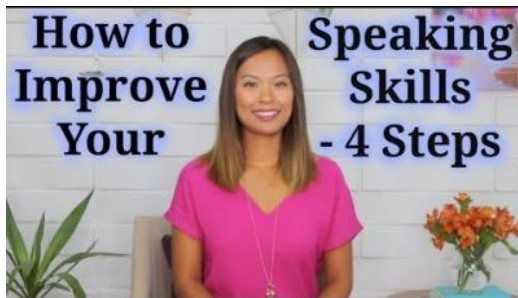 How to
Improve
Your
Speaking
Skills
- 4 Steps